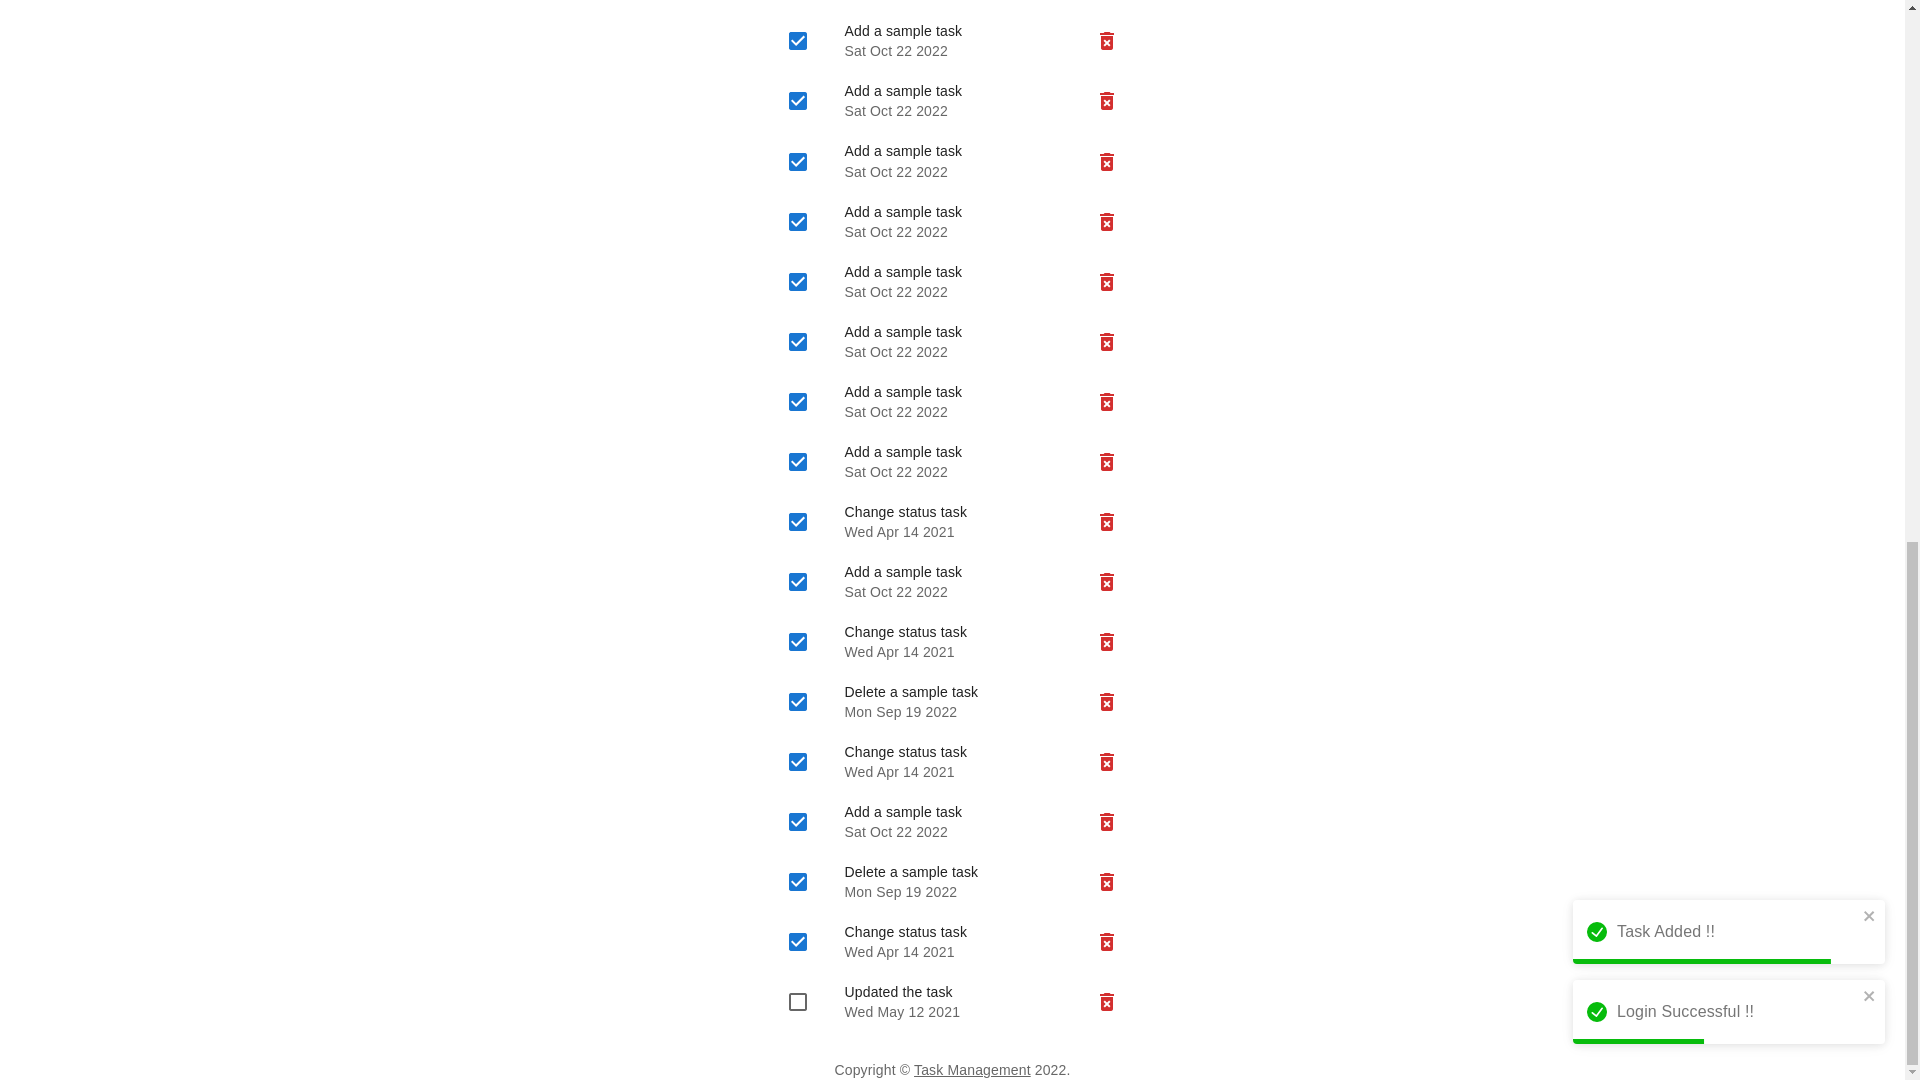 Add a sample task
Sat Oct 22 2022
Add a sample task
Sat Oct 22 2022
Add a sample task
Sat Oct 22 2022
Add a sample task
Sat Oct 22 2022
Add a sample task
Sat Oct 22 2022
Add a sample task
Sat Oct 22 2022
Add a sample task
Sat Oct 22 2022
Add a sample task
Sat Oct 22 2022
Change status task
Wed Apr 14 2021
Add a sample task
Sat Oct 22 2022
Change status task
Wed Apr 14 2021
Delete a sample task
Mon Sep 19 2022
Change status task
Wed Apr 14 2021
Add a sample task
Sat Oct 22 2022
Delete a sample task
Mon Sep 19 2022
Change status task
Wed Apr 14 2021
Updated the task
Wed May 12 2021
Task Added !!
Login Successful !!
Copyright © Task Management 2022.